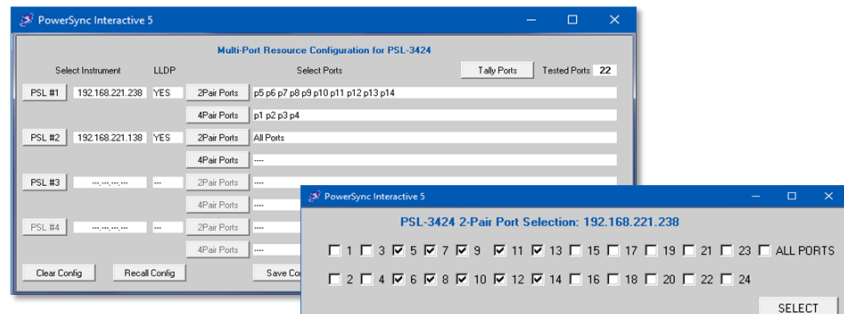 PowerSync Interactive 5
Multi-Port Resource Configuration for PSL-3424
Select Instrument LLDP Select Ports Tally Ports Tested Ports 22
PSL #1 192.168.221.238 YES 2Pair Ports p5 p6 p7 p8 p9 p10 p11 p12 p13 p14
4Pair Ports p1 p2 p3 p4
PSL #2 192.168.221.138 YES 2Pair Ports All Ports
4Pair Ports ----
PSL #3 ---.---.---.--- --- 2Pair Ports ----
4Pair Ports ----
PSL #4 ---.---.---.--- --- 2Pair Ports ----
4Pair Ports ----
Clear Config Recall Config Save Co
PowerSync Interactive 5
PSL-3424 2-Pair Port Selection: 192.168.221.238
1 3 5 7 9 11 13 15 17 19 21 23 ALL PORTS
2 4 6 8 10 12 14 16 18 20 22 24
SELECT